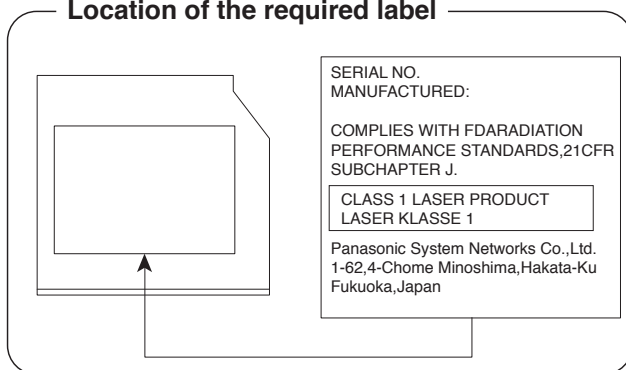 Location of the required label
SERIAL NO.
MANUFACTURED:
COMPLIES WITH FDARADIATION
PERFORMANCE STANDARDS,21CFR
SUBCHAPTER J.
CLASS 1 LASER PRODUCT
LASER KLASSE 1
Panasonic System Networks Co.,Ltd.
1-62,4-Chome Minoshima,Hakata-Ku
Fukuoka,Japan